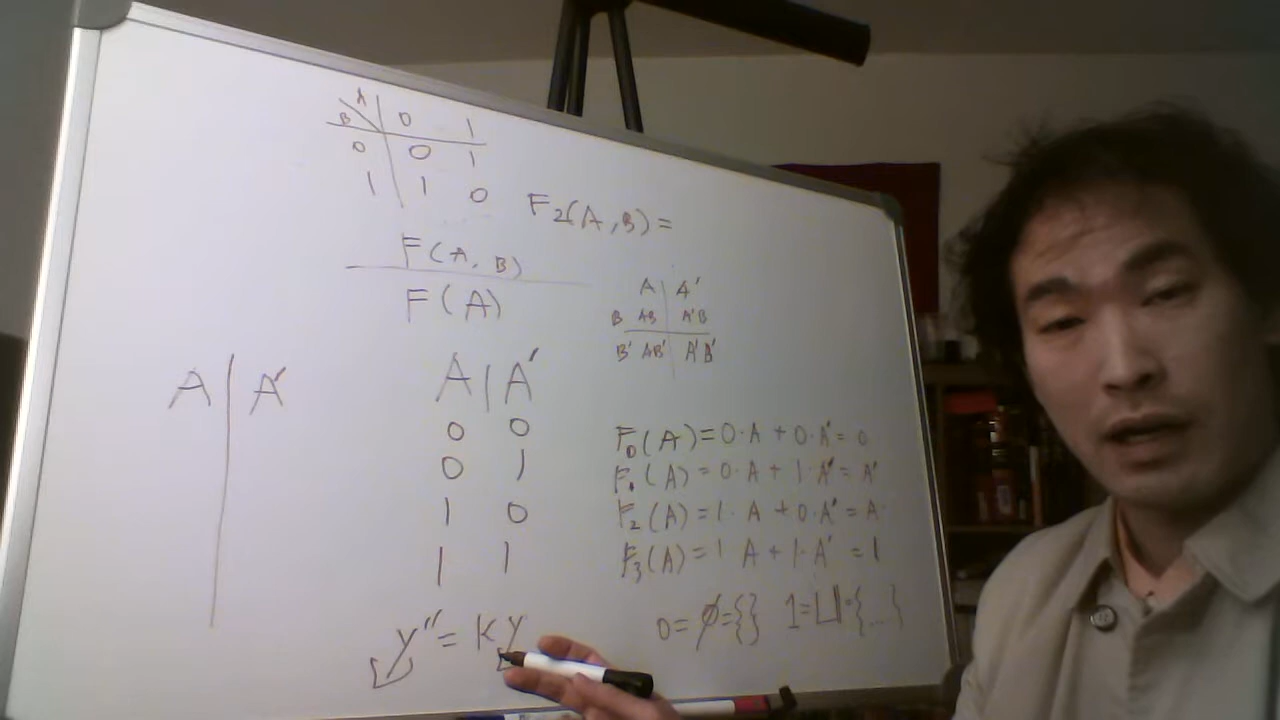 A
B 0 1
0 0 1
1 1 0
F₂(A,B)=
F(A, B)
F(A)
A A'
B AB A'B
B' AB' A'B'
A A'
A A'
0 0
0 1
1 0
1 1
F₀(A)=0·A + 0·A'= 0
F₁(A)=0·A + 1·A'= A'
F₂(A)=1·A + 0·A'= A
F₃(A)=1 A + 1·A' = 1
y''= Ky
0=∅={} 1=U={...}